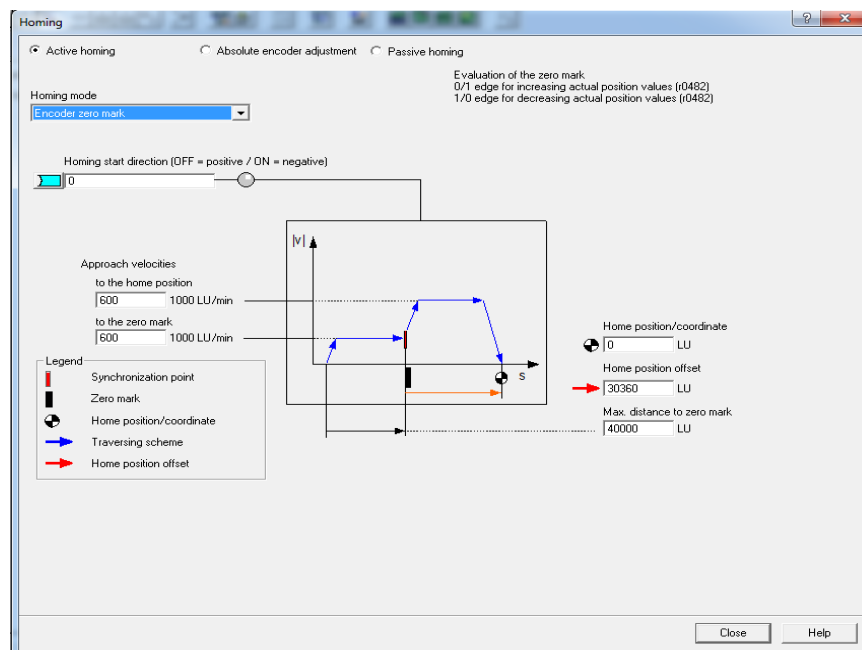 Homing
Active homing
Absolute encoder adjustment
Passive homing
Evaluation of the zero mark
0/1 edge for increasing actual position values (r0482)
1/0 edge for decreasing actual position values (r0482)
Homing mode
Encoder zero mark
Homing start direction (OFF = positive / ON = negative)
0
|v|
Approach velocities
to the home position
600 1000 LU/min
to the zero mark
600 1000 LU/min
s
Home position/coordinate
0 LU
Home position offset
30360 LU
Max. distance to zero mark
40000 LU
Legend
Synchronization point
Zero mark
Home position/coordinate
Traversing scheme
Home position offset
Close
Help